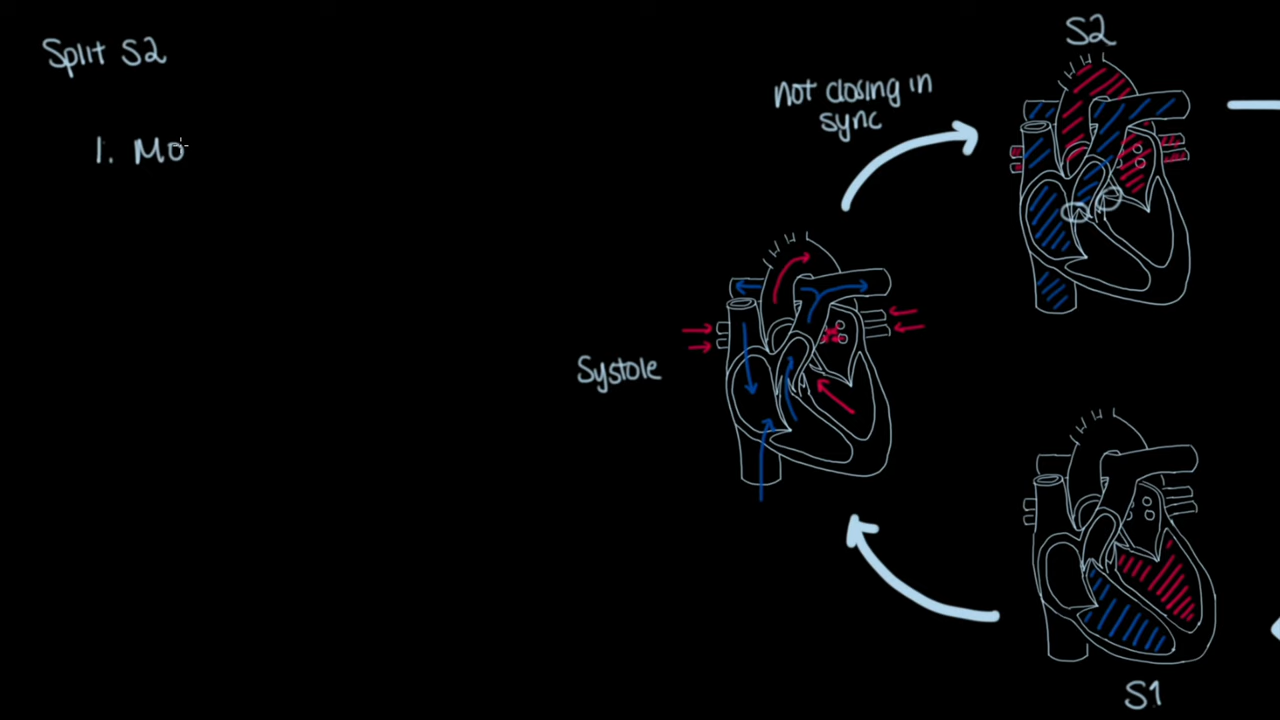 Split S2
1. Mo
not closing in
sync
S2
Systole
S1